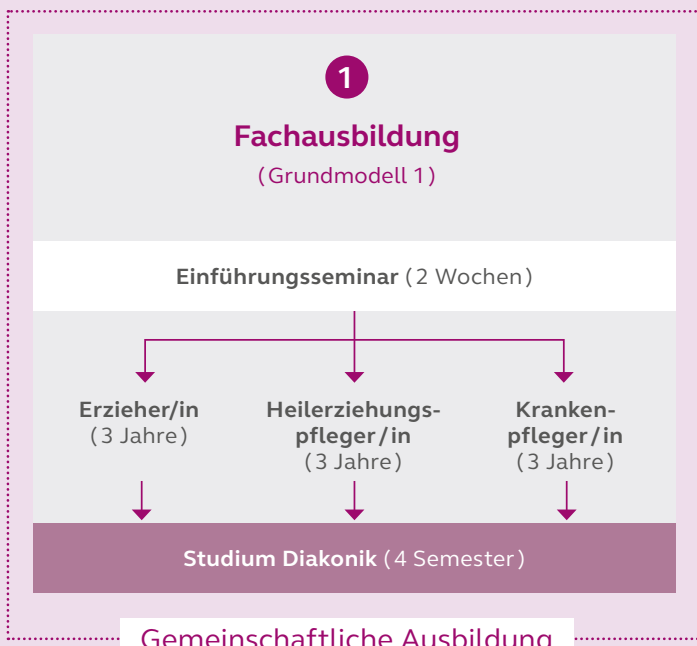 1
Fachausbildung
(Grundmodell 1)
Einführungsseminar (2 Wochen)
Erzieher/in
(3 Jahre)
Heilerziehungs-
pfleger/in
(3 Jahre)
Kranken-
pfleger/in
(3 Jahre)
Studium Diakonik (4 Semester)
Gemeinschaftliche Ausbildung